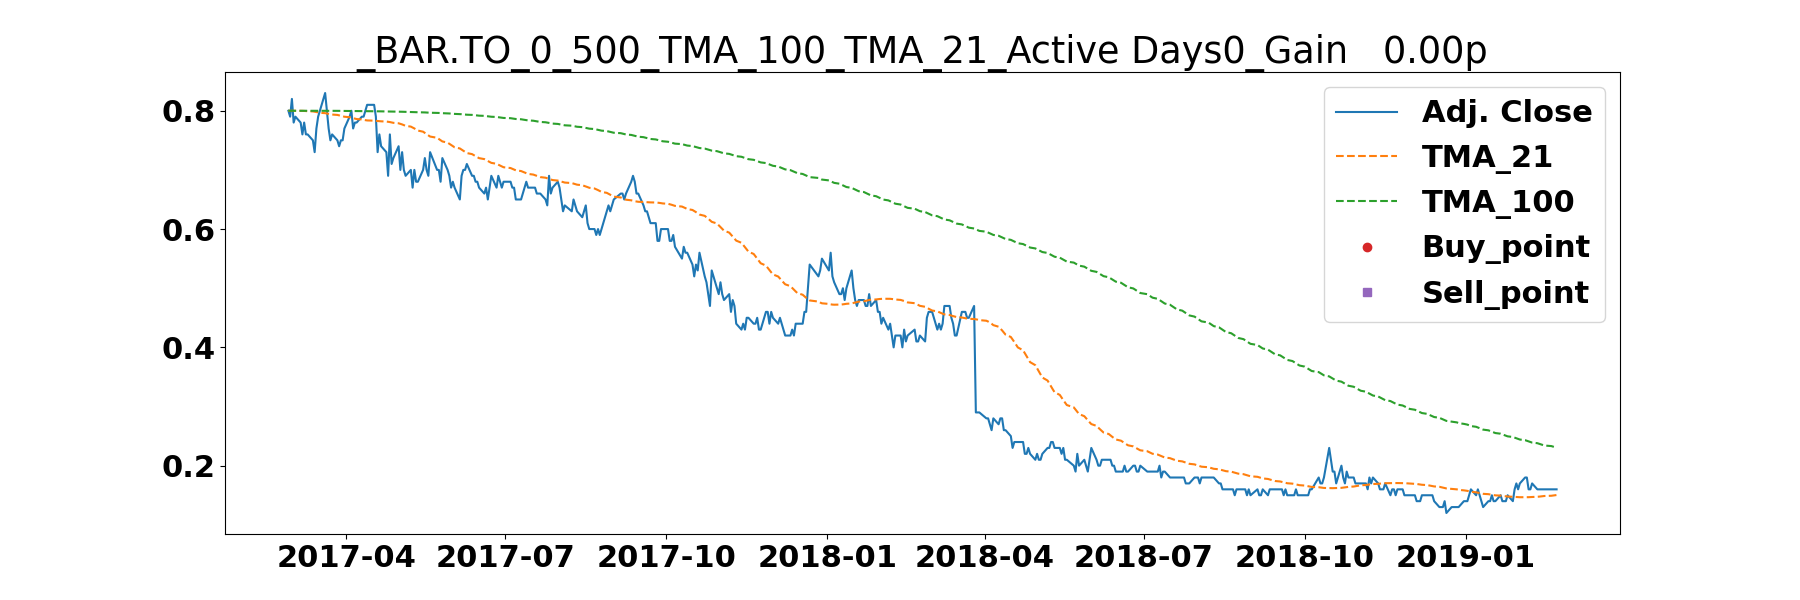 _BAR.TO_0_500_TMA_100_TMA_21_Active Days0_Gain   0.00p
0.8
0.6
0.4
0.2
Adj. Close
TMA_21
TMA_100
Buy_point
Sell_point
2017-04 2017-07 2017-10 2018-01 2018-04 2018-07 2018-10 2019-01